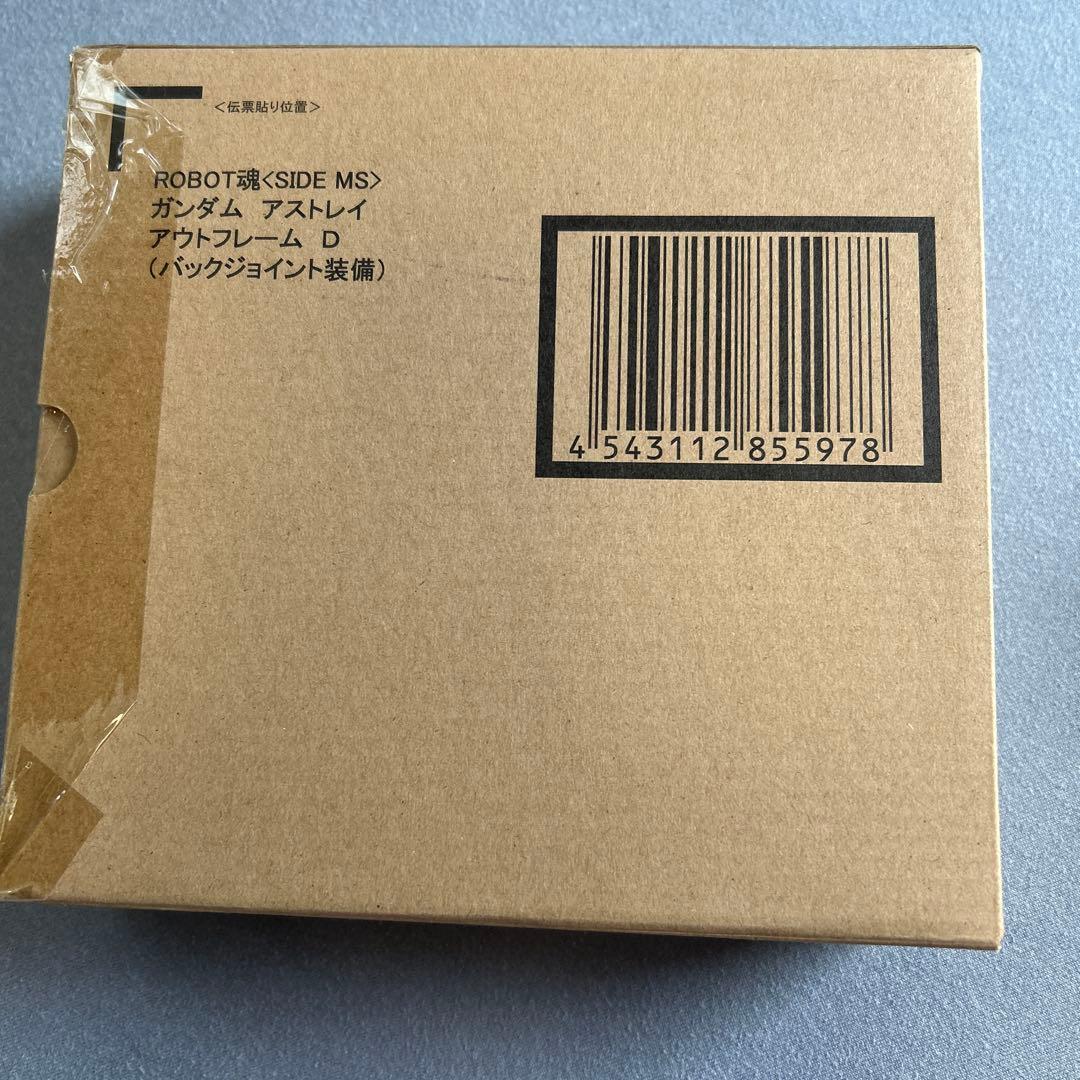 ＜伝票貼り位置＞
ROBOT魂<SIDE MS>
ガンダム アストレイ
アウトフレーム D
(バックジョイント装備)
4 543112 855978